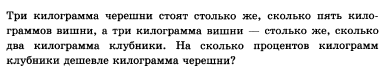 Три килограмма черешни стоят столько же, сколько пять кило-
граммов вишни, а три килограмма вишни — столько же, сколько
два килограмма клубники. На сколько процентов килограмм
клубники дешевле килограмма черешни?